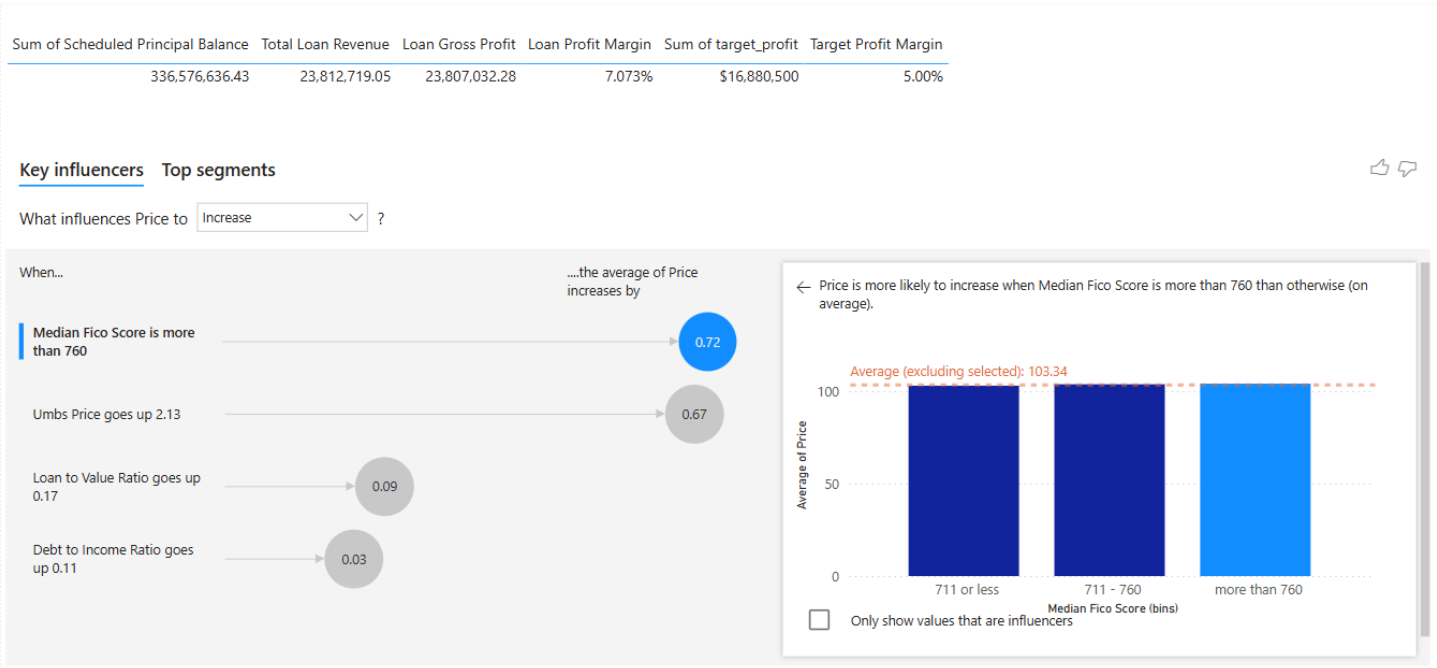 Sum of Scheduled Principal Balance Total Loan Revenue Loan Gross Profit Loan Profit Margin Sum of target_profit Target Profit Margin
336,576,636.43 23,812,719.05 23,807,032.28 7.073% $16,880,500 5.00%
Key influencers Top segments
What influences Price to Increase ?
When...
....the average of Price
increases by
Median Fico Score is more
than 760
0.72
Umbs Price goes up 2.13
0.67
Loan to Value Ratio goes up
0.17
0.09
Debt to Income Ratio goes
up 0.11
0.03
Price is more likely to increase when Median Fico Score is more than 760 than otherwise (on
average).
Average (excluding selected): 103.34
100
50
0
Average of Price
711 or less
711 - 760
more than 760
Median Fico Score (bins)
Only show values that are influencers